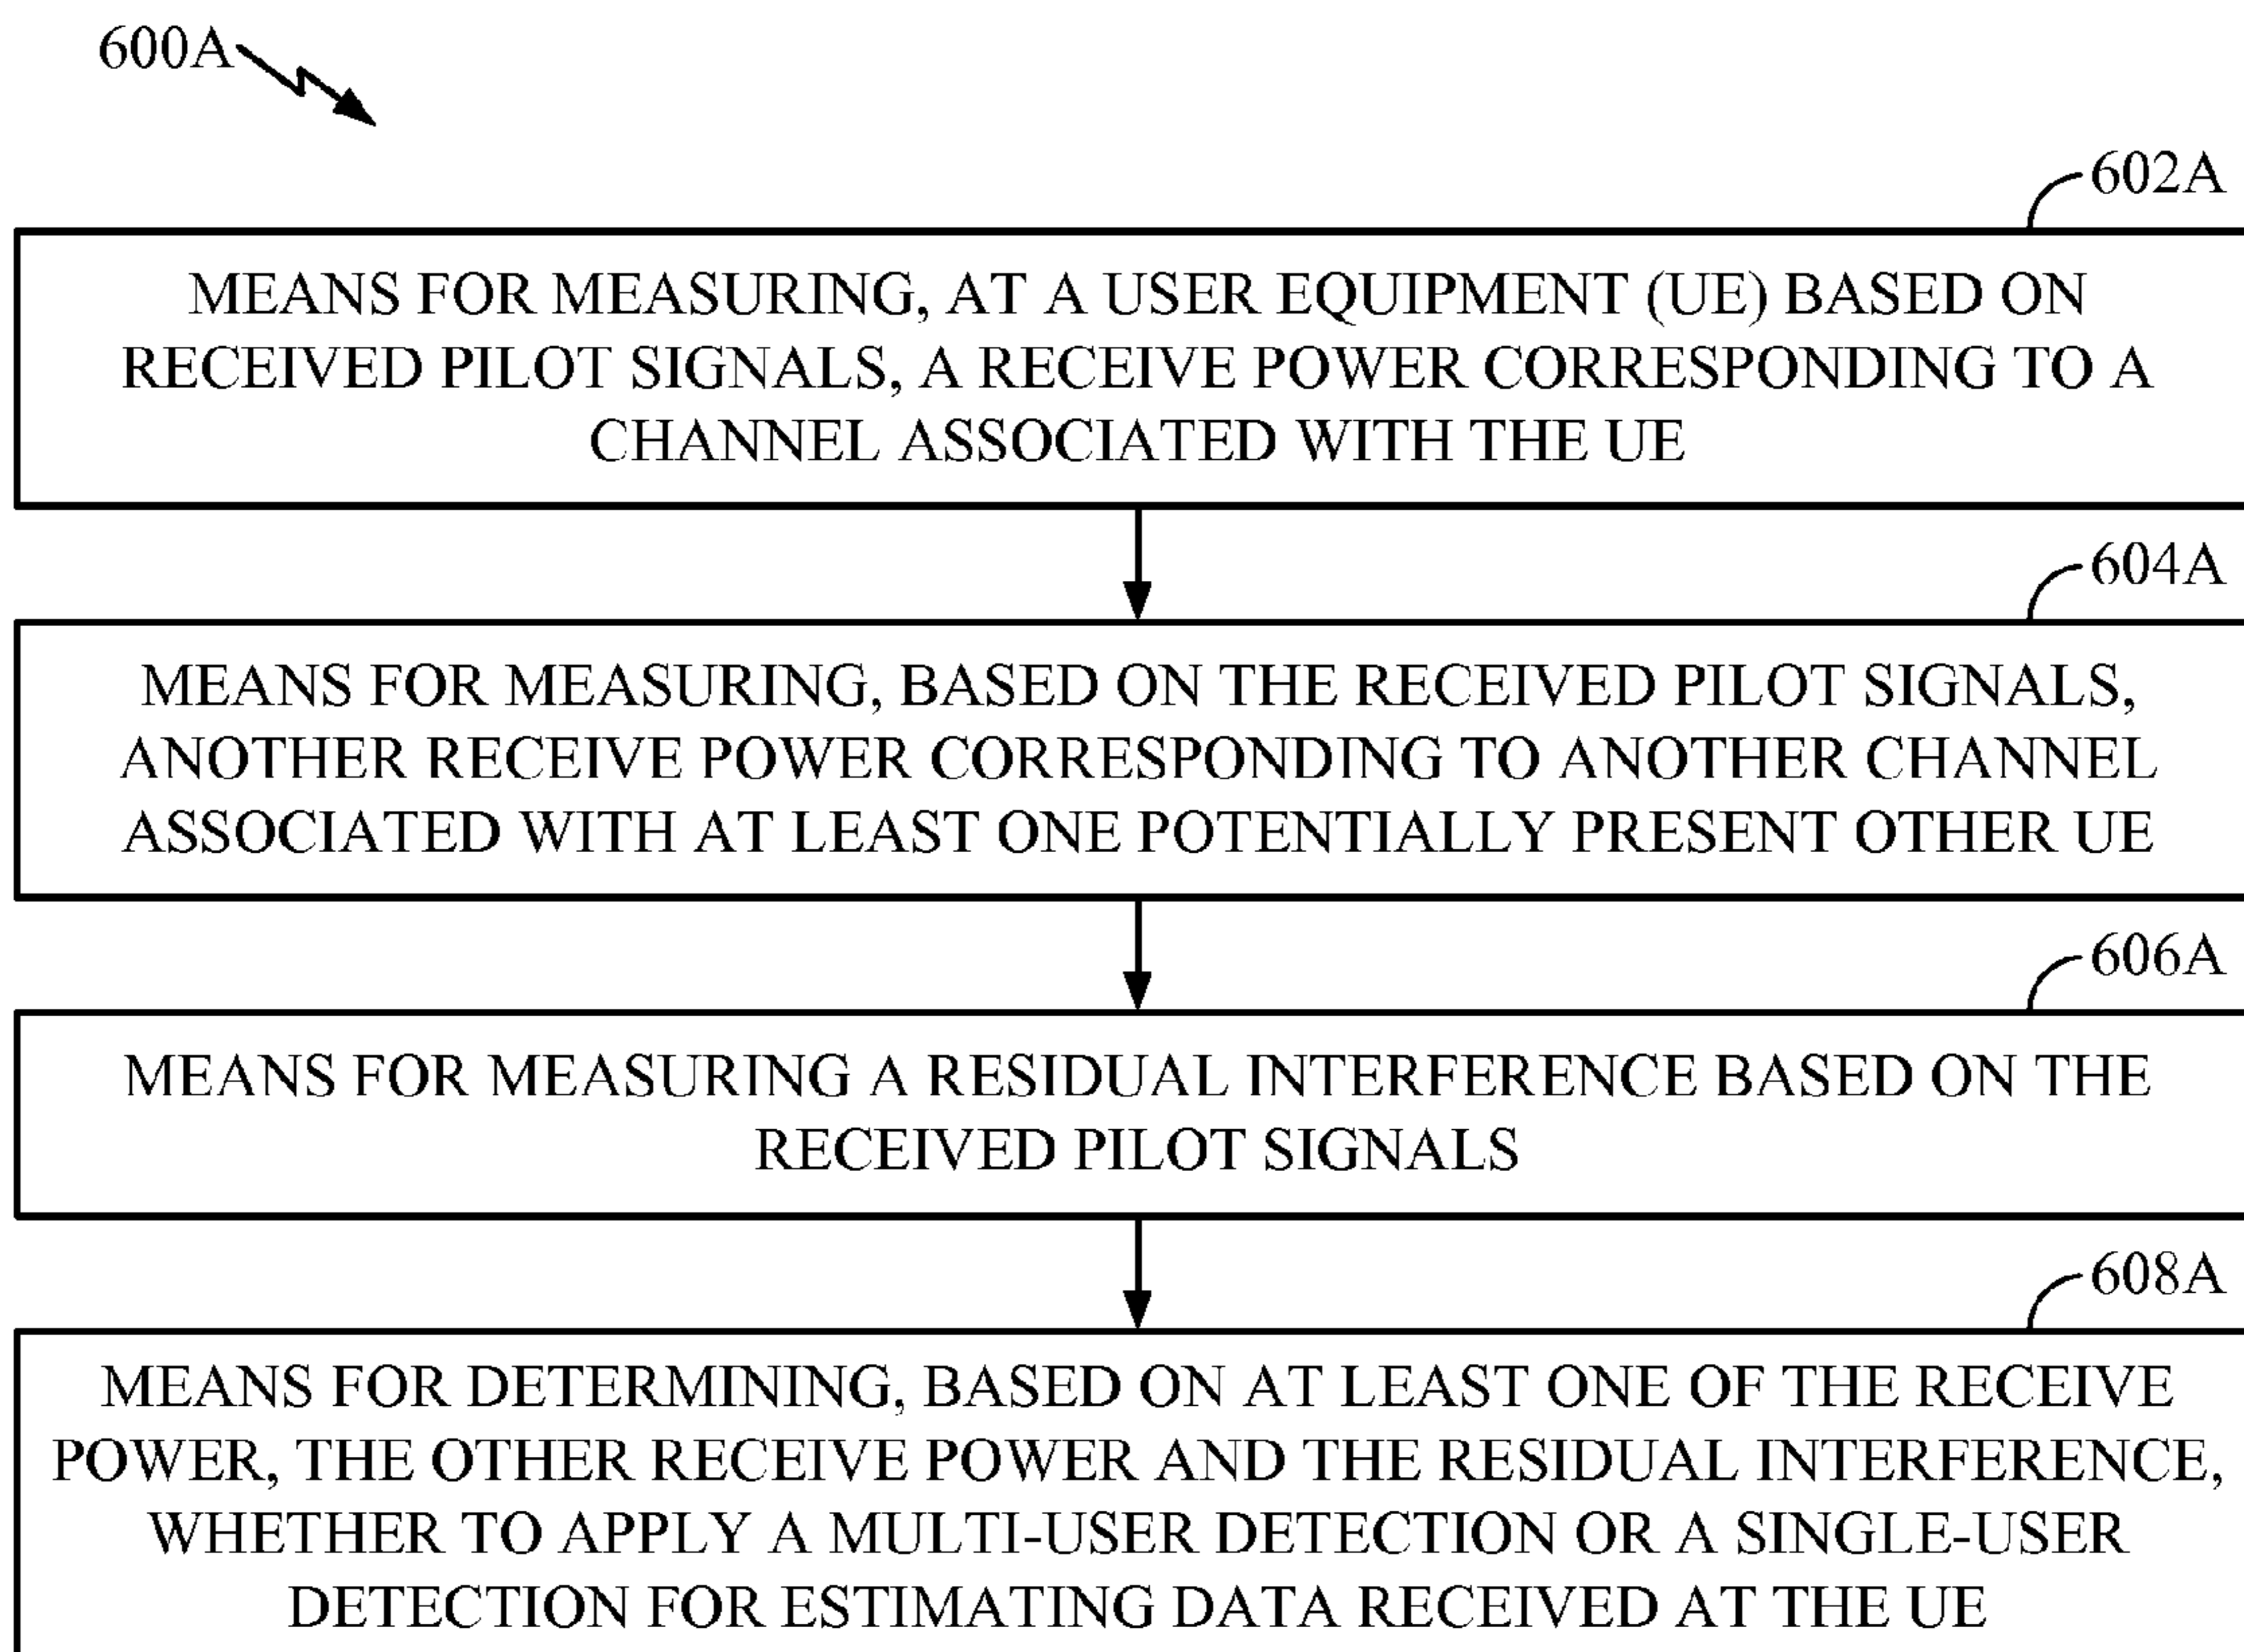 600A
602A
MEANS FOR MEASURING, AT A USER EQUIPMENT (UE) BASED ON
RECEIVED PILOT SIGNALS, A RECEIVE POWER CORRESPONDING TO A
CHANNEL ASSOCIATED WITH THE UE
604A
MEANS FOR MEASURING, BASED ON THE RECEIVED PILOT SIGNALS,
ANOTHER RECEIVE POWER CORRESPONDING TO ANOTHER CHANNEL
ASSOCIATED WITH AT LEAST ONE POTENTIALLY PRESENT OTHER UE
606A
MEANS FOR MEASURING A RESIDUAL INTERFERENCE BASED ON THE
RECEIVED PILOT SIGNALS
608A
MEANS FOR DETERMINING, BASED ON AT LEAST ONE OF THE RECEIVE
POWER, THE OTHER RECEIVE POWER AND THE RESIDUAL INTERFERENCE,
WHETHER TO APPLY A MULTI-USER DETECTION OR A SINGLE-USER
DETECTION FOR ESTIMATING DATA RECEIVED AT THE UE